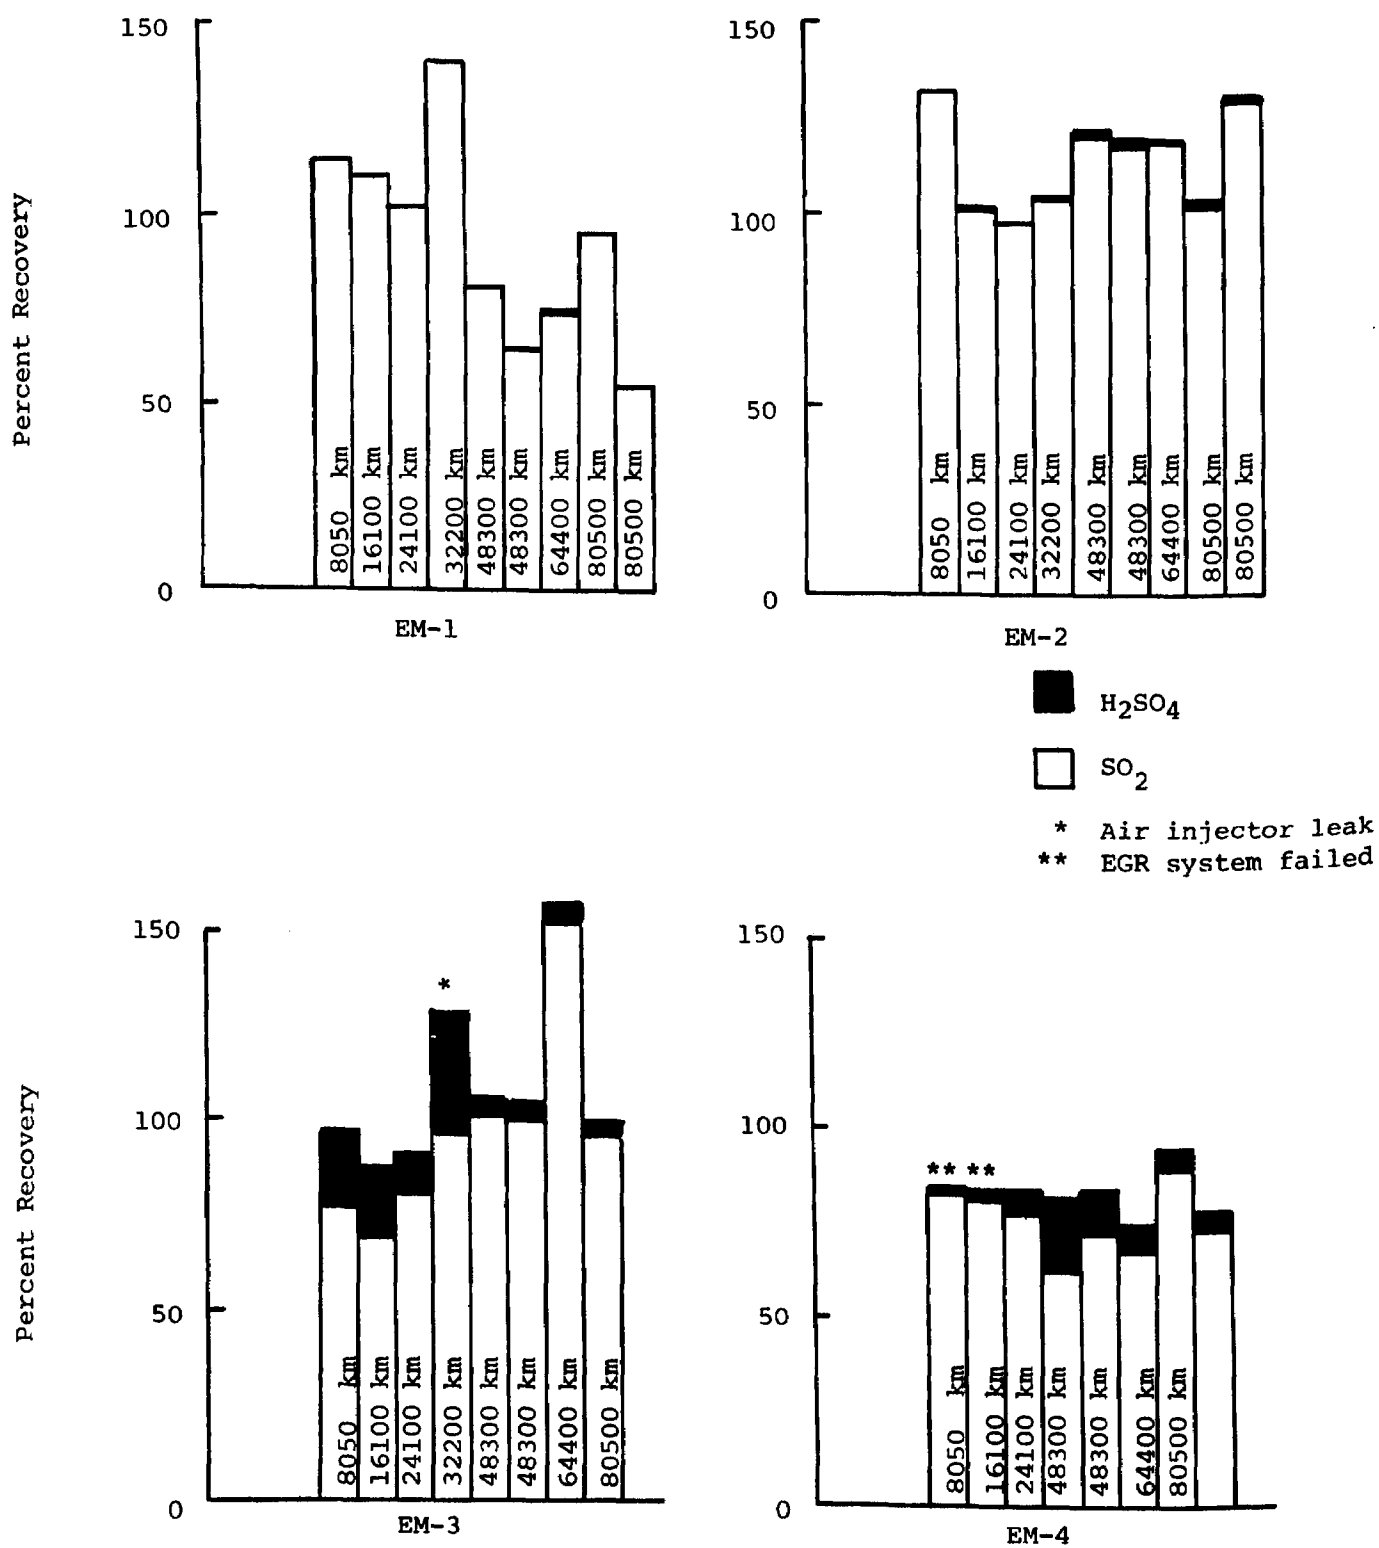 150
100
50
0
Percent Recovery
8050 km
16100 km
24100 km
32200 km
48300 km
48300 km
64400 km
80500 km
80500 km
EM-1
150
100
50
0
8050 km
16100 km
24100 km
32200 km
48300 km
48300 km
64400 km
80500 km
80500 km
EM-2
H2SO4
SO2
* Air injector leak
** EGR system failed
150
100
50
0
Percent Recovery
*
8050 km
16100 km
24100 km
32200 km
48300 km
48300 km
64400 km
80500 km
EM-3
150
100
50
0
** **
8050 km
16100 km
24100 km
48300 km
48300 km
64400 km
80500 km
EM-4